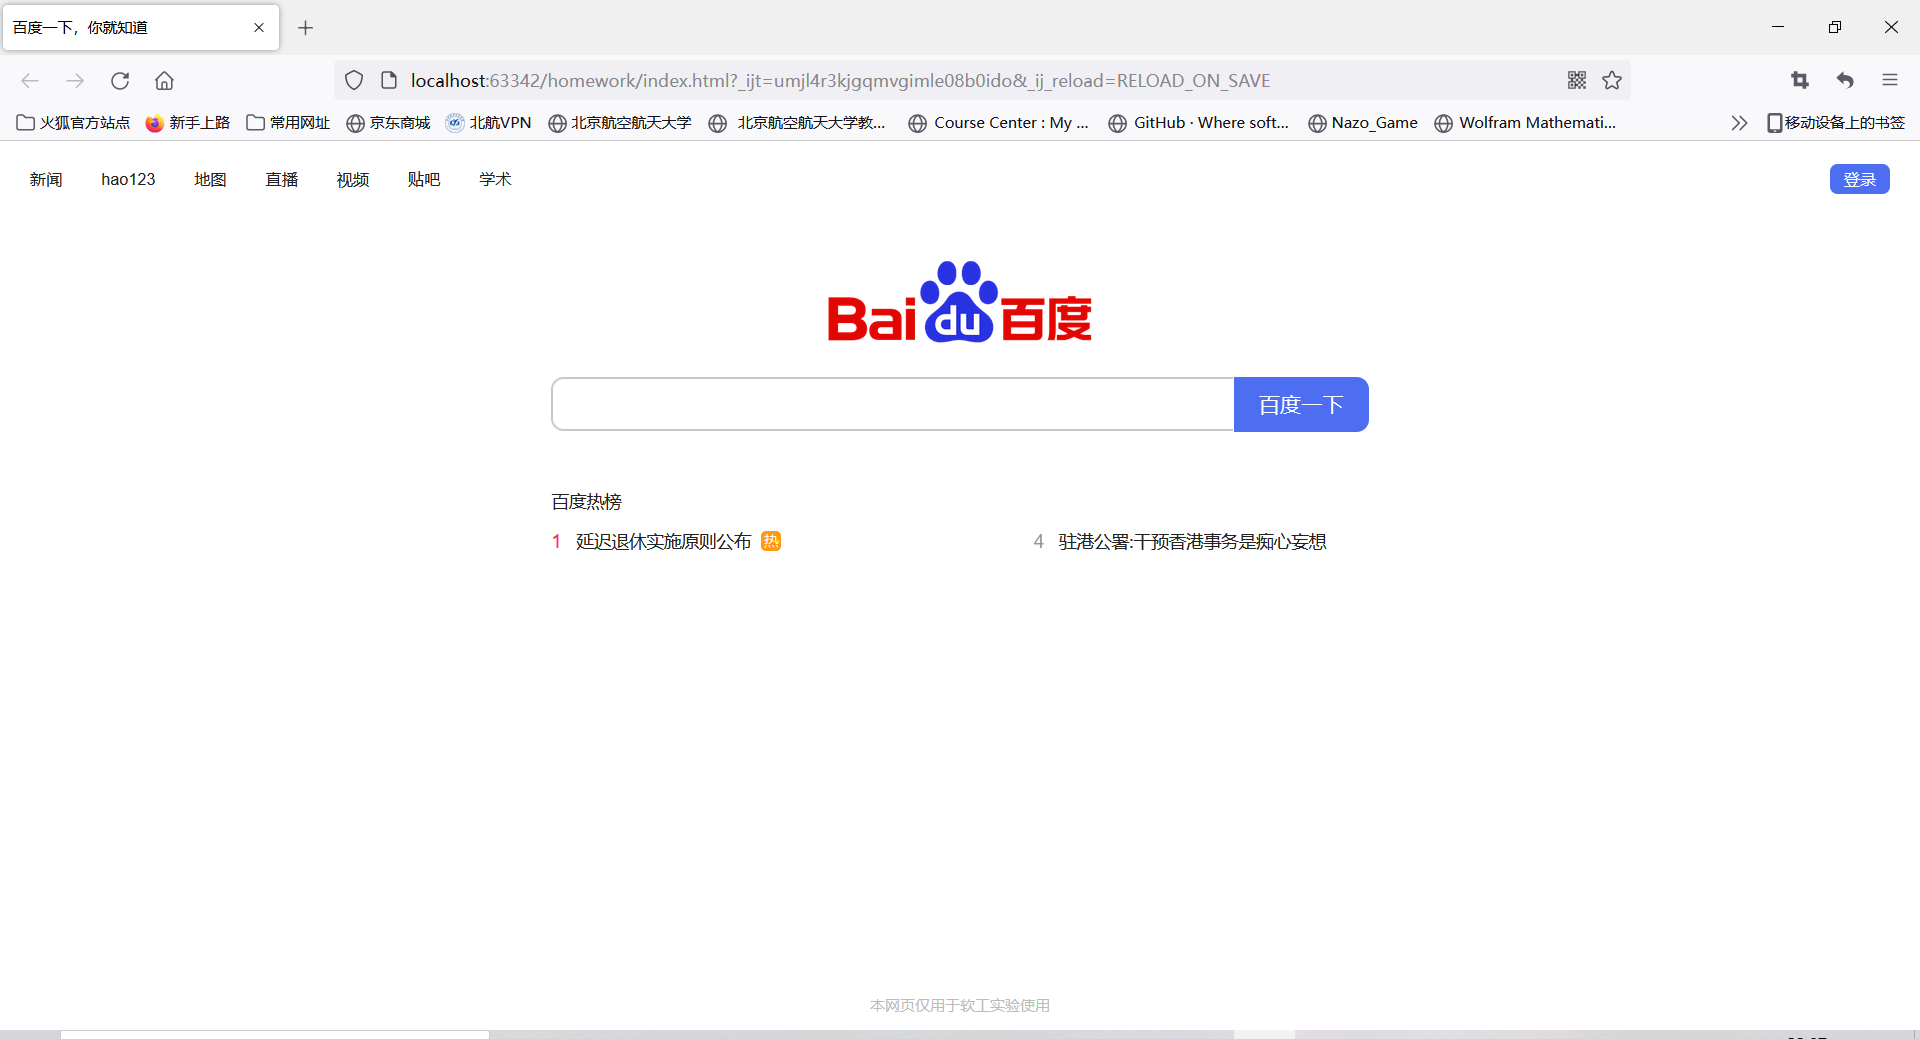 百度一下，你就知道
localhost:63342/homework/index.html?_ijt=umjl4r3kjgqmvgimle08b0ido&_ij_reload=RELOAD_ON_SAVE
火狐官方站点 新手上路 常用网址 京东商城 北航VPN 北京航空航天大学 北京航空航天大学教... Course Center : My ... GitHub · Where soft... Nazo_Game Wolfram Mathemati... 移动设备上的书签
新闻 hao123 地图 直播 视频 贴吧 学术 登录
Bai du 百度
百度一下
百度热榜
1 延迟退休实施原则公布 热 4 驻港公署:干预香港事务是痴心妄想
本网页仅用于软工实验使用